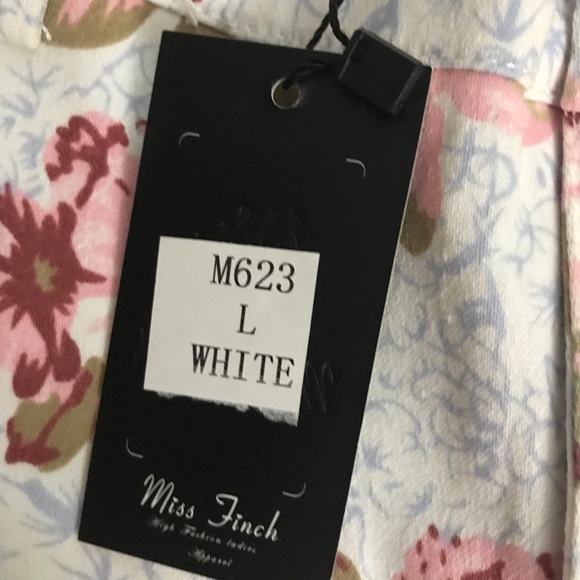 M623
L
WHITE
Miss Finch
High Fashion ladies
Apparel